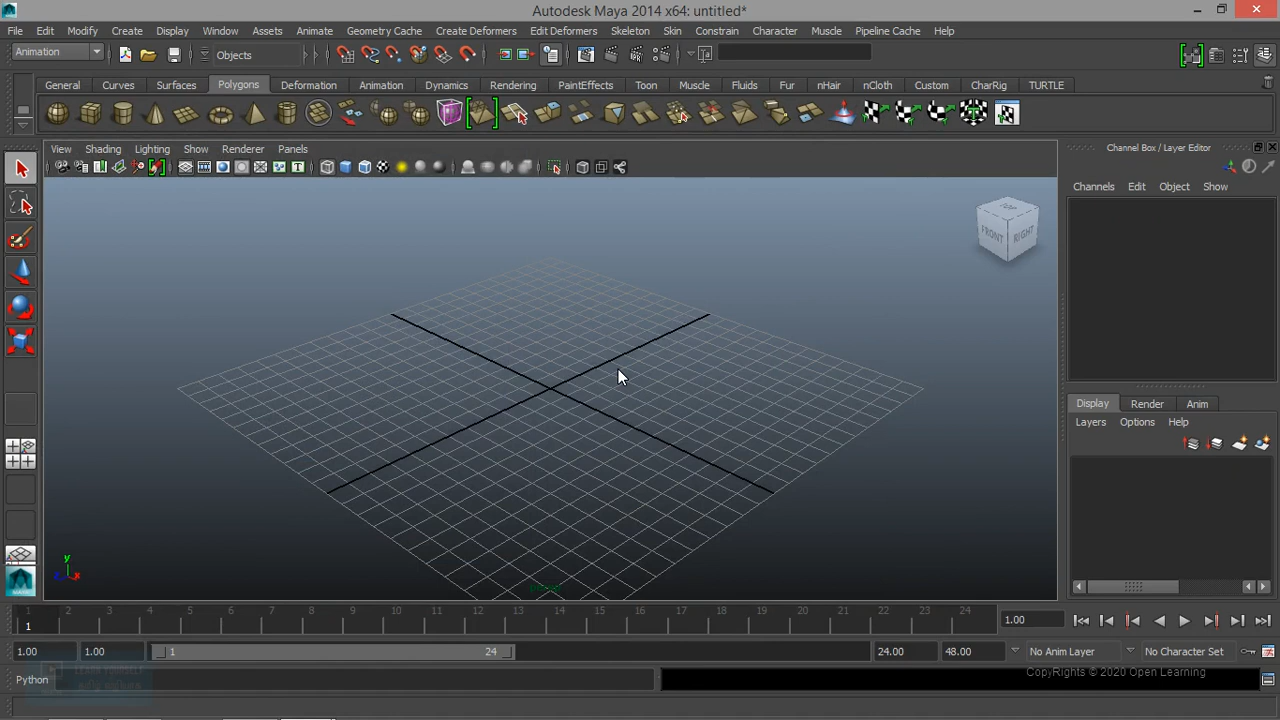 Autodesk Maya 2014 x64: untitled*
File Edit Modify Create Display Window Assets Animate Geometry Cache Create Deformers Edit Deformers Skeleton Skin Constraint Character Muscle Pipeline Cache Help
Animation Objects
General Curves Surfaces Polygons Deformation Animation Dynamics Rendering PaintEffects Toon Muscle Fluids Fur nHair nCloth Custom CharRig TURTLE
View Shading Lighting Show Renderer Panels
Channel Box / Layer Editor
Channels Edit Object Show
TOP
FRONT RIGHT
Display Render Anim
Layers Options Help
y
x
persp
1 2 3 4 5 6 7 8 9 10 11 12 13 14 15 16 17 18 19 20 21 22 23 24
1 1.00
1.00 1.00 1 24 24.00 48.00 No Anim Layer No Character Set
LEARN YOURSELF
Python
CopyRights © 2020 Open Learning